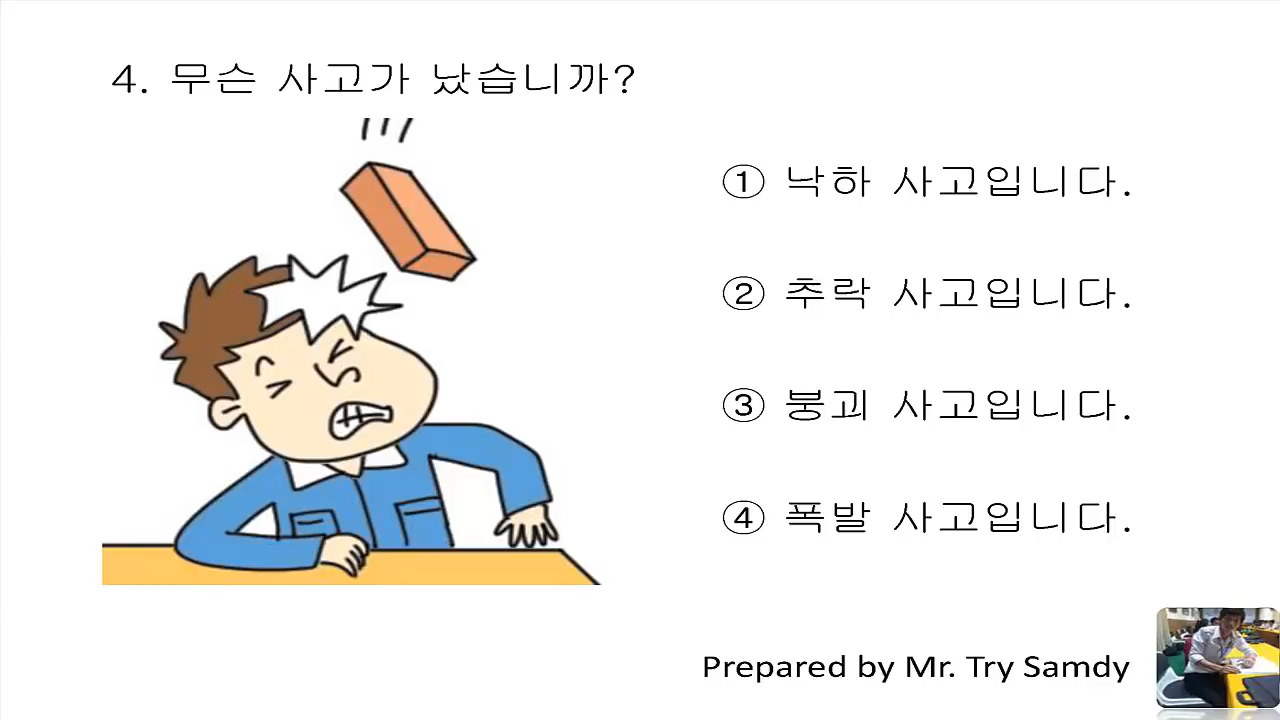 4. 무슨 사고가 났습니까?
① 낙하 사고입니다.
② 추락 사고입니다.
③ 붕괴 사고입니다.
④ 폭발 사고입니다.
Prepared by Mr. Try Samdy